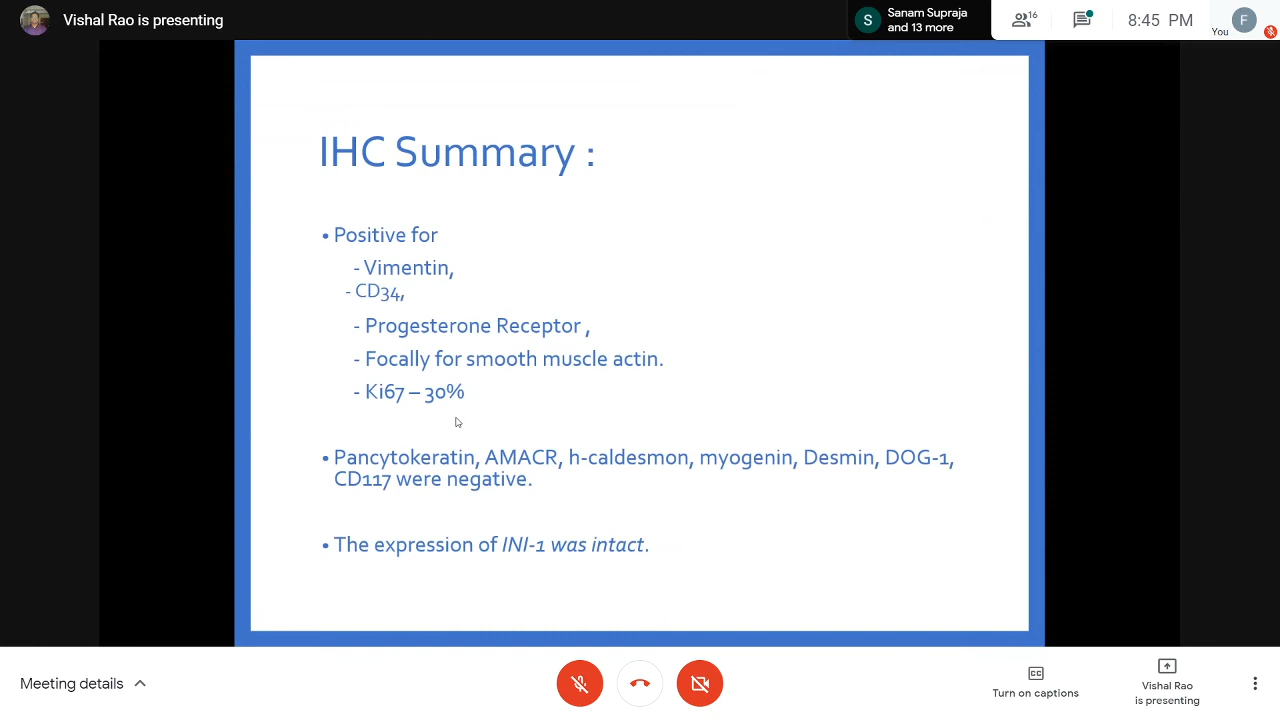 Vishal Rao is presenting
S
Sanam Supraja
and 13 more
16
8:45 PM
You
F
IHC Summary :
• Positive for
- Vimentin,
- CD34,
- Progesterone Receptor ,
- Focally for smooth muscle actin.
- Ki67 – 30%
• Pancytokeratin, AMACR, h-caldesmon, myogenin, Desmin, DOG-1,
CD117 were negative.
• The expression of INI-1 was intact.
Meeting details
CC
Turn on captions
Vishal Rao
is presenting